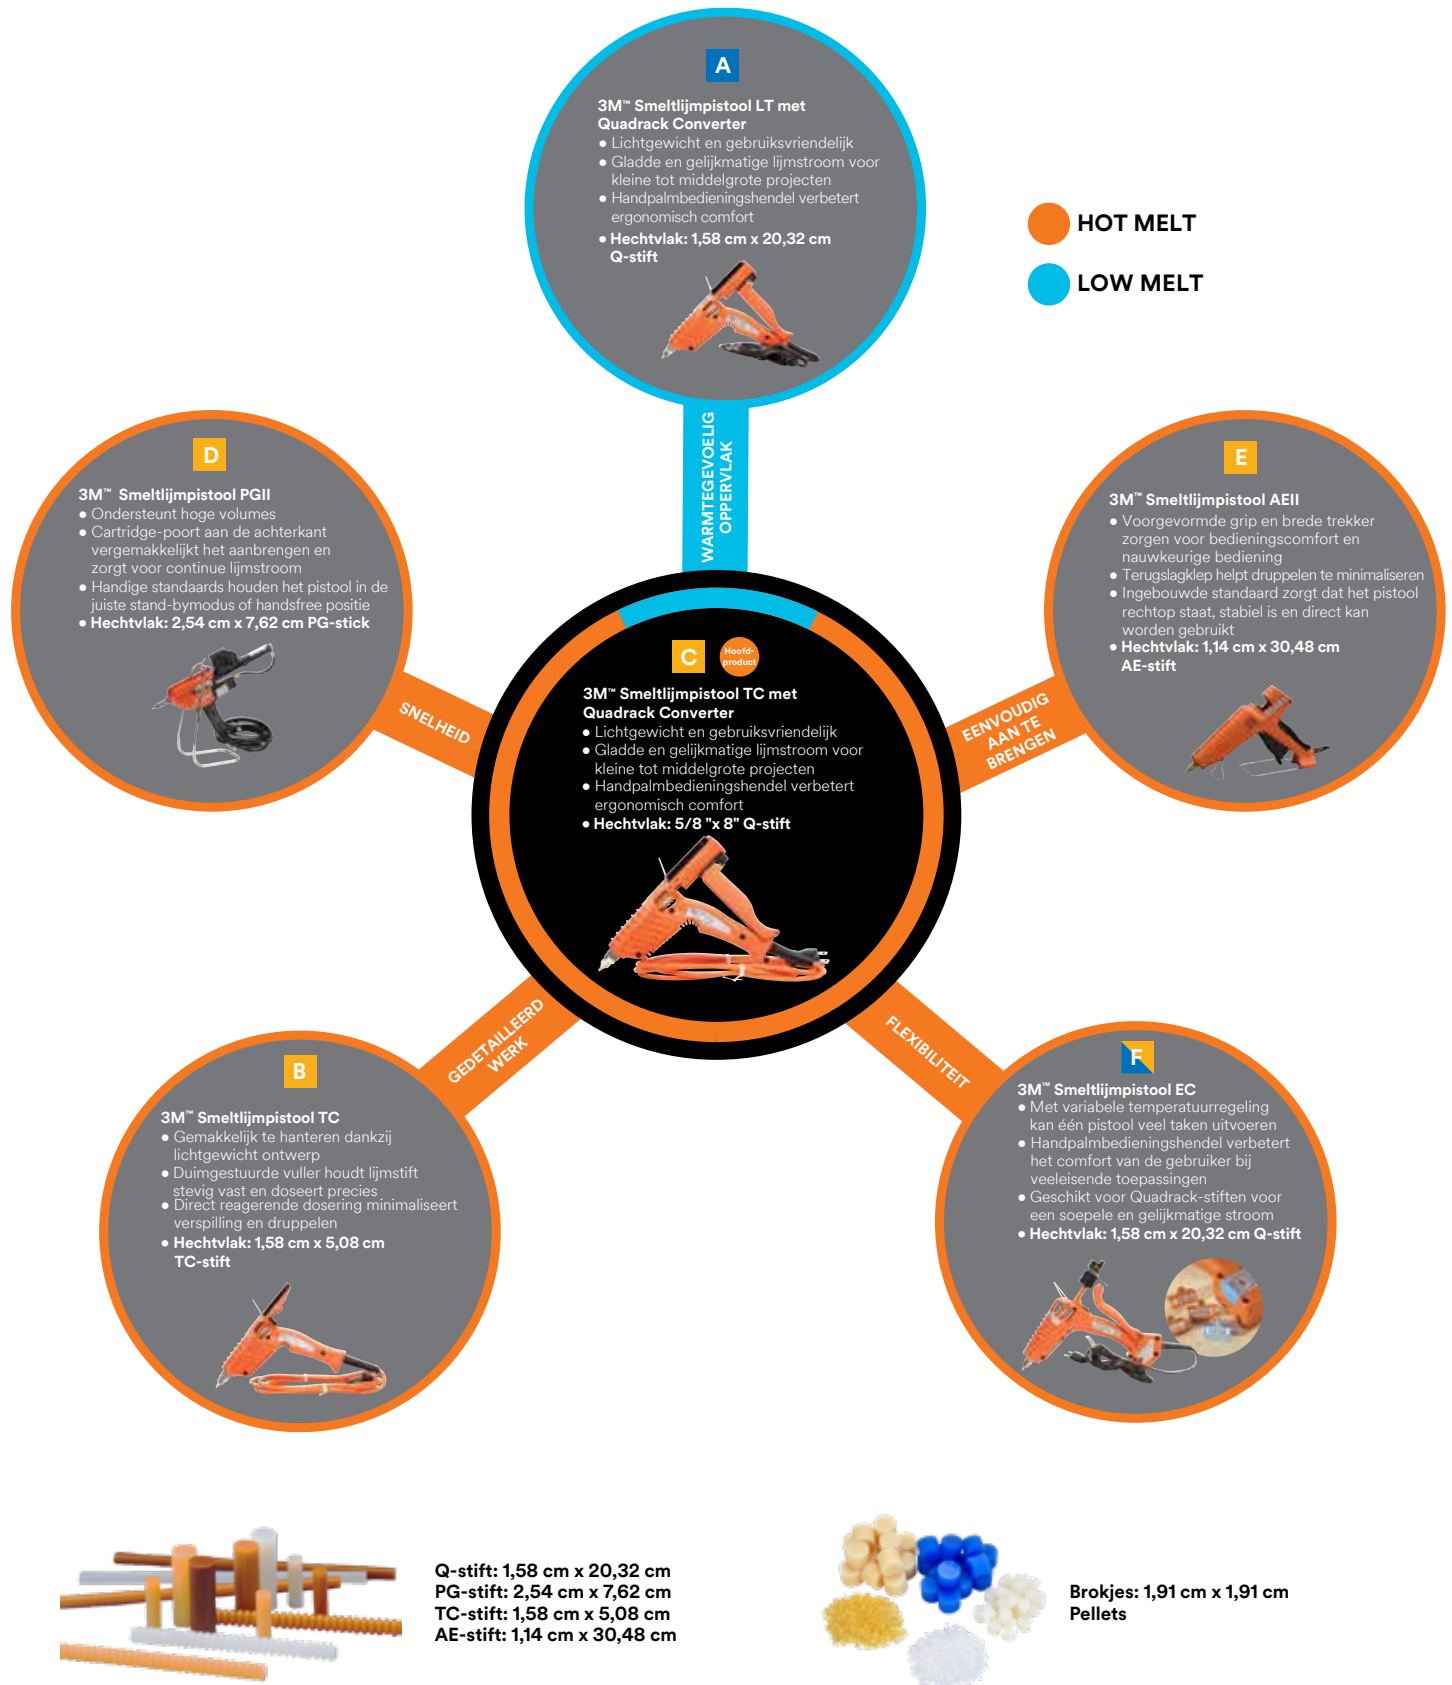 A
3M™ Smeltlijmpistool LT met
Quadrack Converter
● Lichtgewicht en gebruiksvriendelijk
● Gladde en gelijkmatige lijmstroom voor
kleine tot middelgrote projecten
● Handpalmbedieningshendel verbetert
ergonomisch comfort
● Hechtvlak: 1,58 cm x 20,32 cm
Q-stift
HOT MELT
LOW MELT
WARMTEGEVOELIG
OPPERVLAK
D
3M™ Smeltlijmpistool PGII
● Ondersteunt hoge volumes
● Cartridge-poort aan de achterkant
vergemakkelijkt het aanbrengen en
zorgt voor continue lijmstroom
● Handige standaards houden het pistool in de
juiste stand-bymodus of handsfree positie
● Hechtvlak: 2,54 cm x 7,62 cm PG-stick
SNELHEID
E
3M™ Smeltlijmpistool AEII
● Voorgevormde grip en brede trekker
zorgen voor bedieningscomfort en
nauwkeurige bediening
● Terugslagklep helpt druppelen te minimaliseren
● Ingebouwde standaard zorgt dat het pistool
rechtop staat, stabiel is en direct kan
worden gebruikt
● Hechtvlak: 1,14 cm x 30,48 cm
AE-stift
EENVOUDIG
AAN TE
BRENGEN
C
Hoofd-
product
3M™ Smeltlijmpistool TC met
Quadrack Converter
● Lichtgewicht en gebruiksvriendelijk
● Gladde en gelijkmatige lijmstroom voor
kleine tot middelgrote projecten
● Handpalmbedieningshendel verbetert
ergonomisch comfort
● Hechtvlak: 5/8 "x 8" Q-stift
GEDETAILLEERD
WERK
FLEXIBILITEIT
B
3M™ Smeltlijmpistool TC
● Gemakkelijk te hanteren dankzij
lichtgewicht ontwerp
● Duimgestuurde vuller houdt lijmstift
stevig vast en doseert precies
● Direct reagerende dosering minimaliseert
verspilling en druppelen
● Hechtvlak: 1,58 cm x 5,08 cm
TC-stift
F
3M™ Smeltlijmpistool EC
● Met variabele temperatuurregeling
kan één pistool veel taken uitvoeren
● Handpalmbedieningshendel verbetert
het comfort van de gebruiker bij
veeleisende toepassingen
● Geschikt voor Quadrack-stiften voor
een soepele en gelijkmatige stroom
● Hechtvlak: 1,58 cm x 20,32 cm Q-stift
Q-stift: 1,58 cm x 20,32 cm
PG-stift: 2,54 cm x 7,62 cm
TC-stift: 1,58 cm x 5,08 cm
AE-stift: 1,14 cm x 30,48 cm
Brokjes: 1,91 cm x 1,91 cm
Pellets